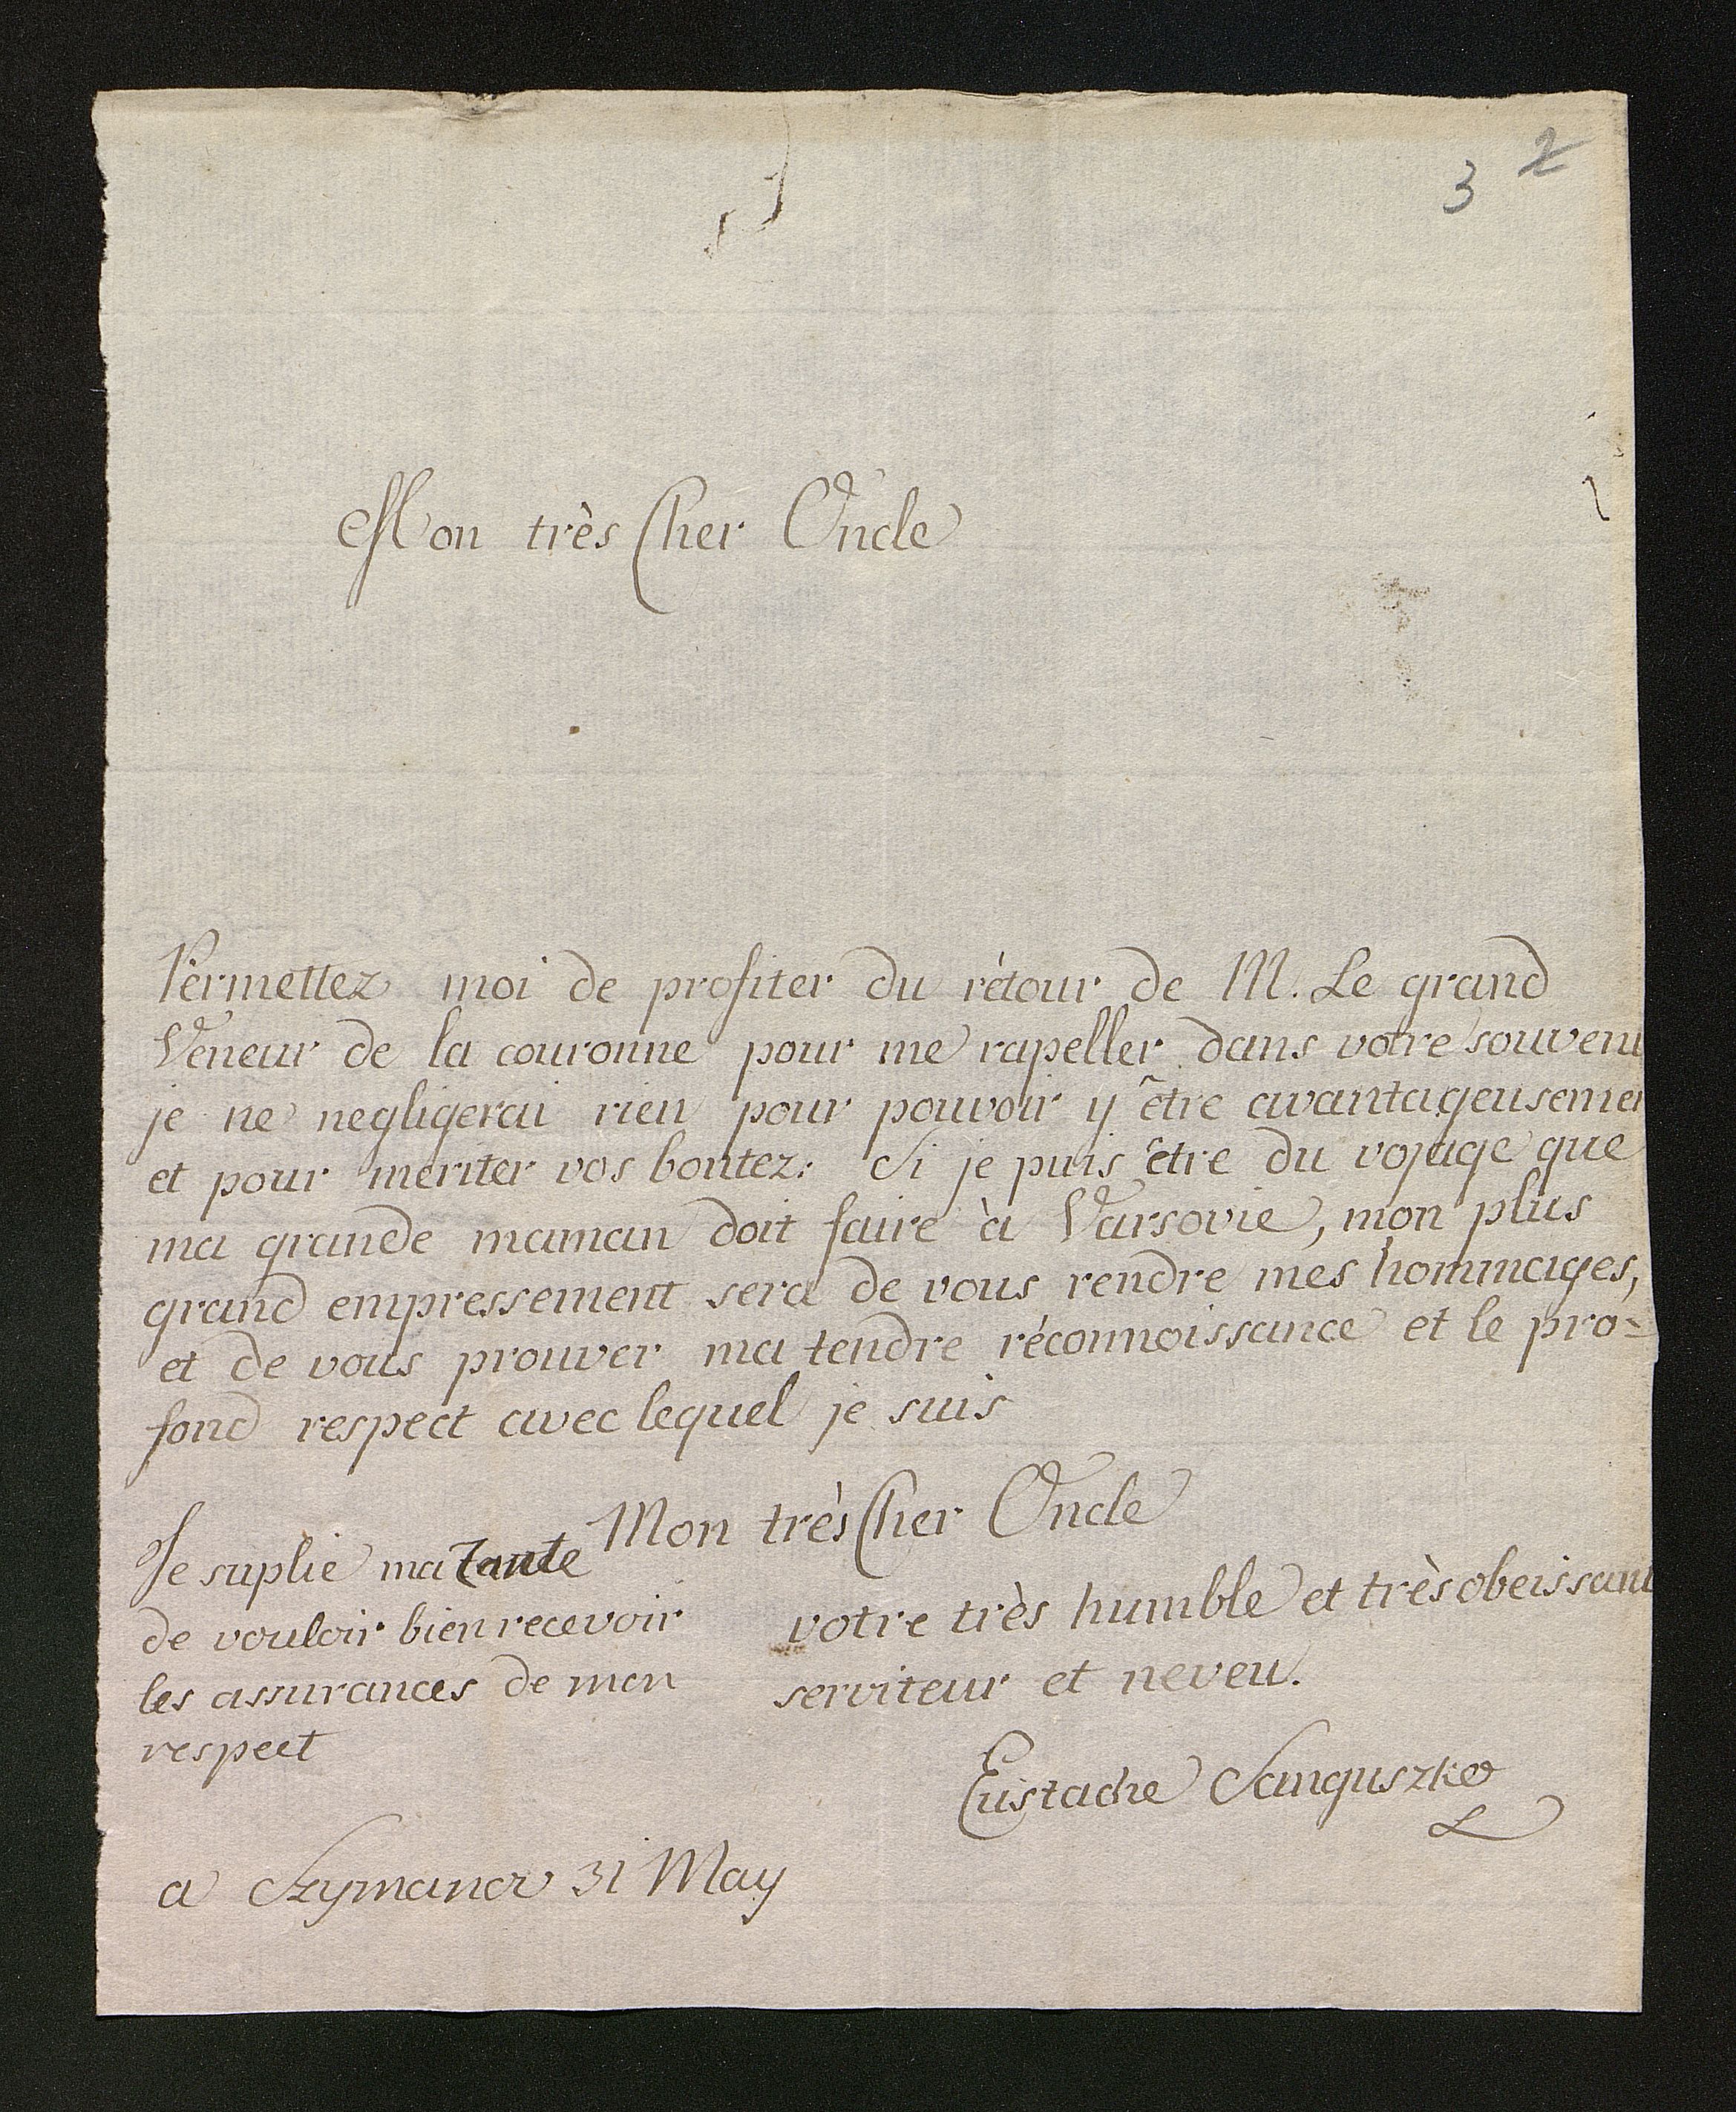 3 2
Mon très Cher Oncle
Permettez moi de profiter du rétour de M. Le grand
Veneur de la couronne pour me rapeller dans votre souveni
je ne negligerai rien pour pouvoir y être avantageusemen
et pour meriter vos bontez: Si je puis être du voyage que
ma grande maman doit faire à Varsovie, mon plus
grand empressement sera de vous rendre mes hommages,
et de vous prouver ma tendre réconnoissance et le pro=
fond respect avec lequel je suis
Mon très Cher Oncle
votre très humble et très obeissant
serviteur et neveu.
Eustache Sanguszko
Je suplie ma Tante
de vouloir bien recevoir
les assurances de mon
respect
a 31 May